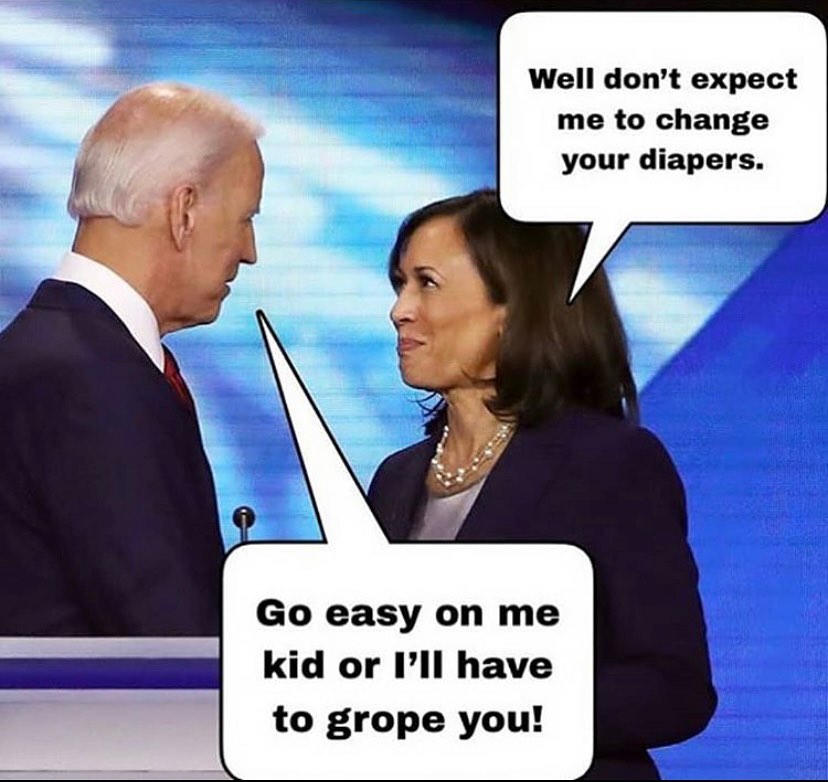 Well don't expect
me to change
your diapers.
Go easy on me
kid or I'll have
to grope you!